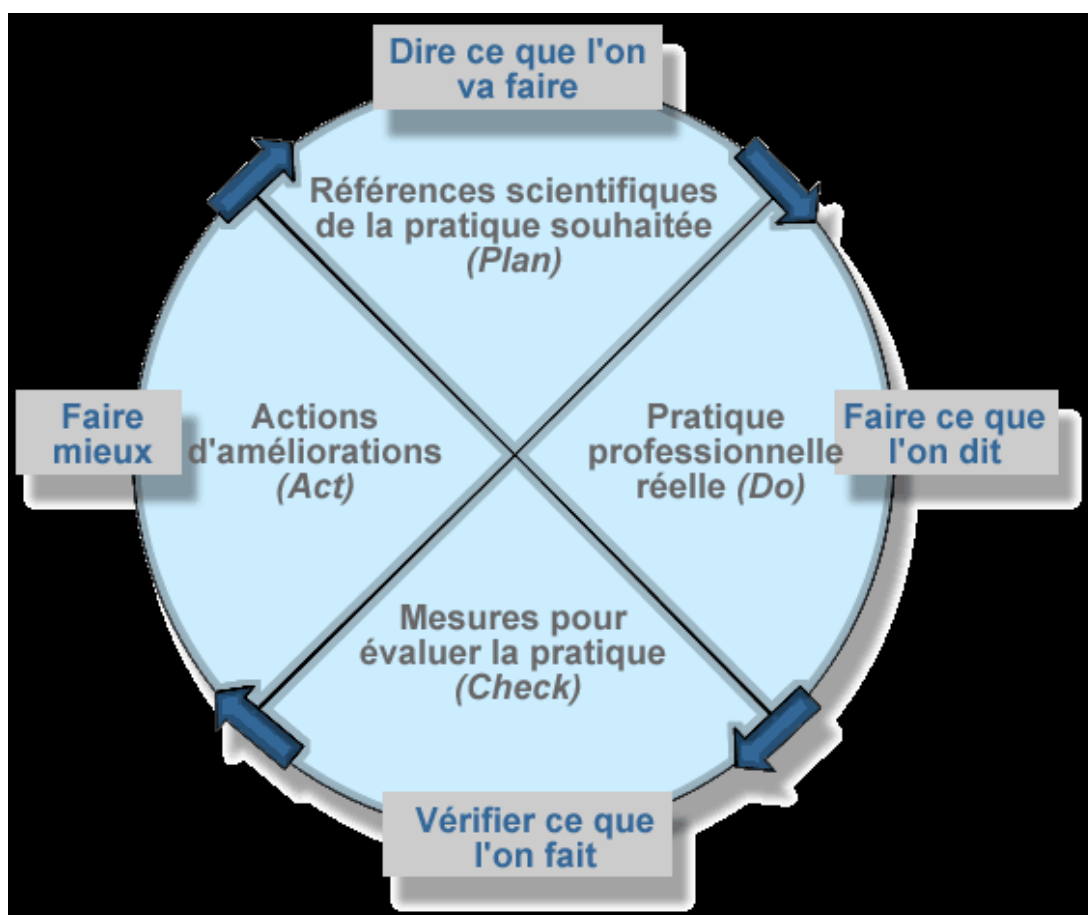 Dire ce que l'on
va faire
Références scientifiques
de la pratique souhaitée
(Plan)
Faire
mieux
Actions
d'améliorations
(Act)
Pratique
professionnelle
réelle (Do)
Faire ce que
l'on dit
Mesures pour
évaluer la pratique
(Check)
Vérifier ce que
l'on fait